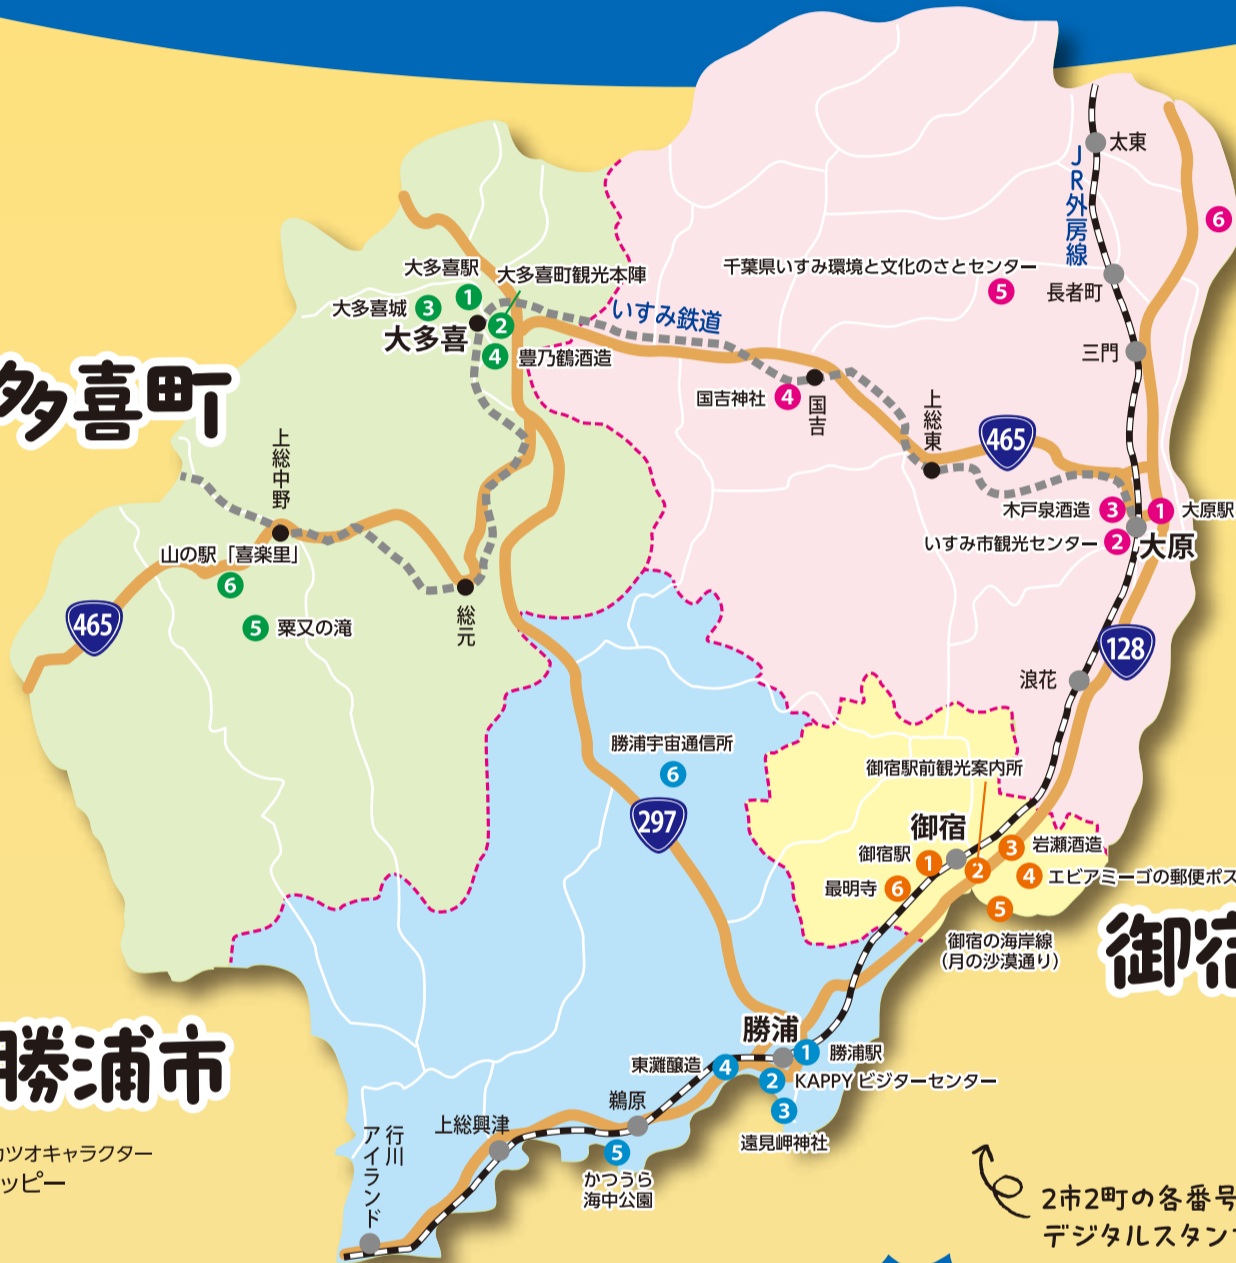 太東
JR外房線
6
千葉県いすみ環境と文化のさとセンター
5
長者町
三門
大多喜駅
1
大多喜町観光本陣
大多喜城
3
大多喜
2
4
豊乃鶴酒造
いすみ鉄道
国吉神社
4
国吉
上総東
465
木戸泉酒造
3
1
大原駅
いすみ市観光センター
2
大原
多喜町
上総中野
山の駅「喜楽里」
6
5
粟又の滝
465
総元
128
浪花
勝浦宇宙通信所
6
297
御宿駅前観光案内所
御宿
御宿駅
1
2
3
岩瀬酒造
最明寺
6
4
エビアミーゴの郵便ポス
5
御宿の海岸線
（月の沙漠通り）
御宿
勝浦市
勝浦
1
勝浦駅
東灘醸造
4
2
KAPPY ビジターセンター
3
遠見岬神社
鵜原
5
かつうら
海中公園
上総興津
行川
アイランド
カツオキャラクター
ッピー
2市2町の各番号
デジタルスタン